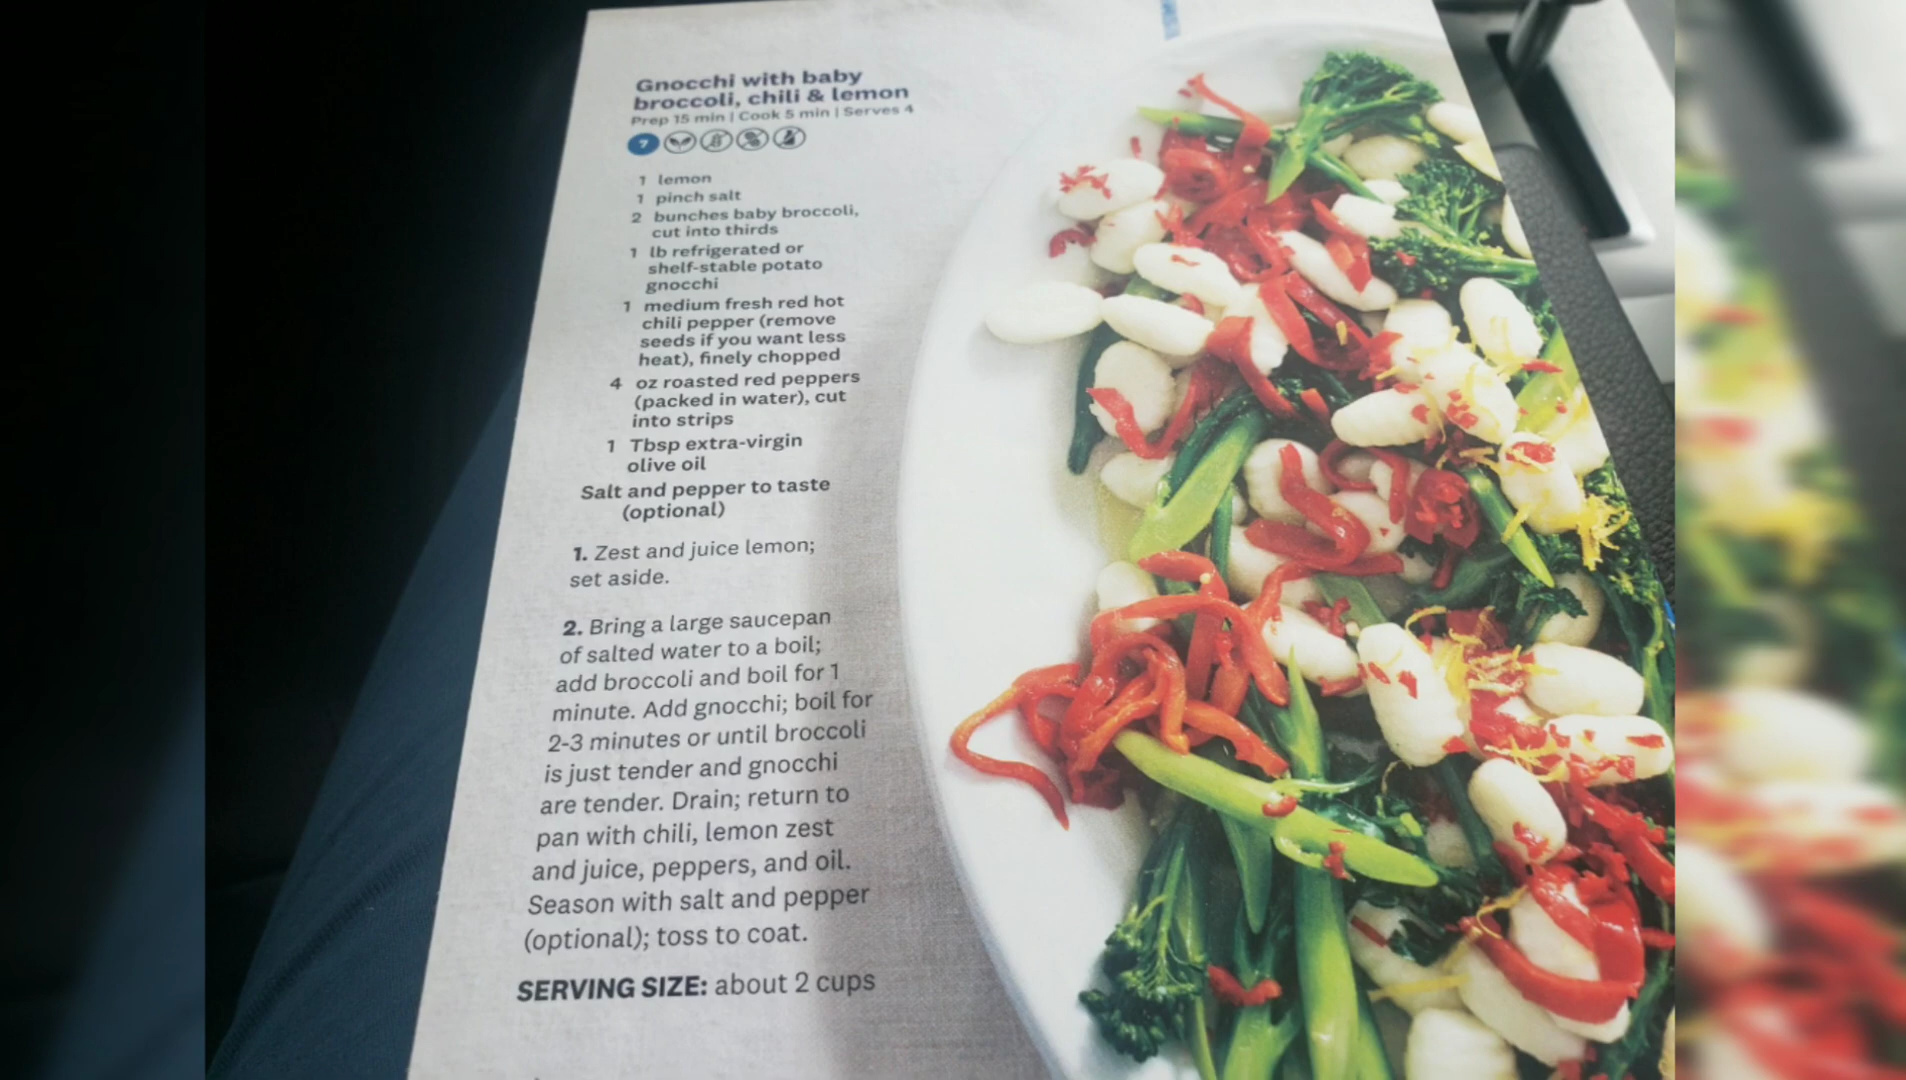 Gnocchi with baby
broccoli, chili & lemon
Prep 15 min | Cook 5 min | Serves 4
7
1 lemon
1 pinch salt
2 bunches baby broccoli,
cut into thirds
1 lb refrigerated or
shelf-stable potato
gnocchi
1 medium fresh red hot
chili pepper (remove
seeds if you want less
heat), finely chopped
4 oz roasted red peppers
(packed in water), cut
into strips
1 Tbsp extra-virgin
olive oil
Salt and pepper to taste
(optional)
1. Zest and juice lemon;
set aside.
2. Bring a large saucepan
of salted water to a boil;
add broccoli and boil for 1
minute. Add gnocchi; boil for
2-3 minutes or until broccoli
is just tender and gnocchi
are tender. Drain; return to
pan with chili, lemon zest
and juice, peppers, and oil.
Season with salt and pepper
(optional); toss to coat.
SERVING SIZE: about 2 cups